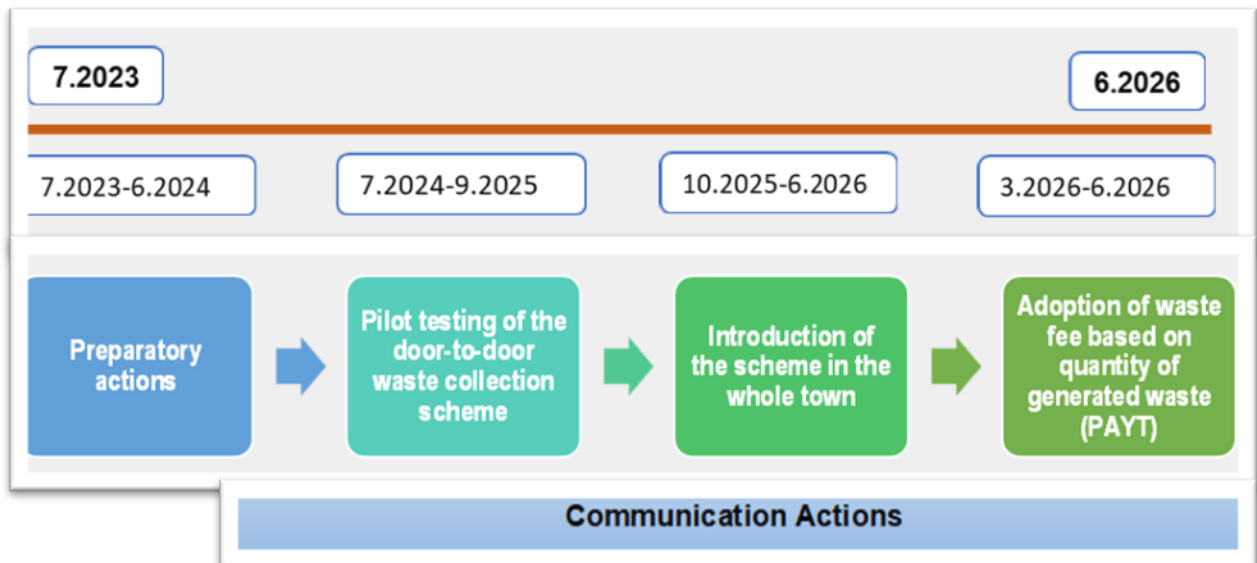 7.2023
6.2026
7.2023-6.2024
7.2024-9.2025
10.2025-6.2026
3.2026-6.2026
Preparatory
actions
Pilot testing of the
door-to-door
waste collection
scheme
Introduction of
the scheme in the
whole town
Adoption of waste
fee based on
quantity of
generated waste
(PAYT)
Communication Actions